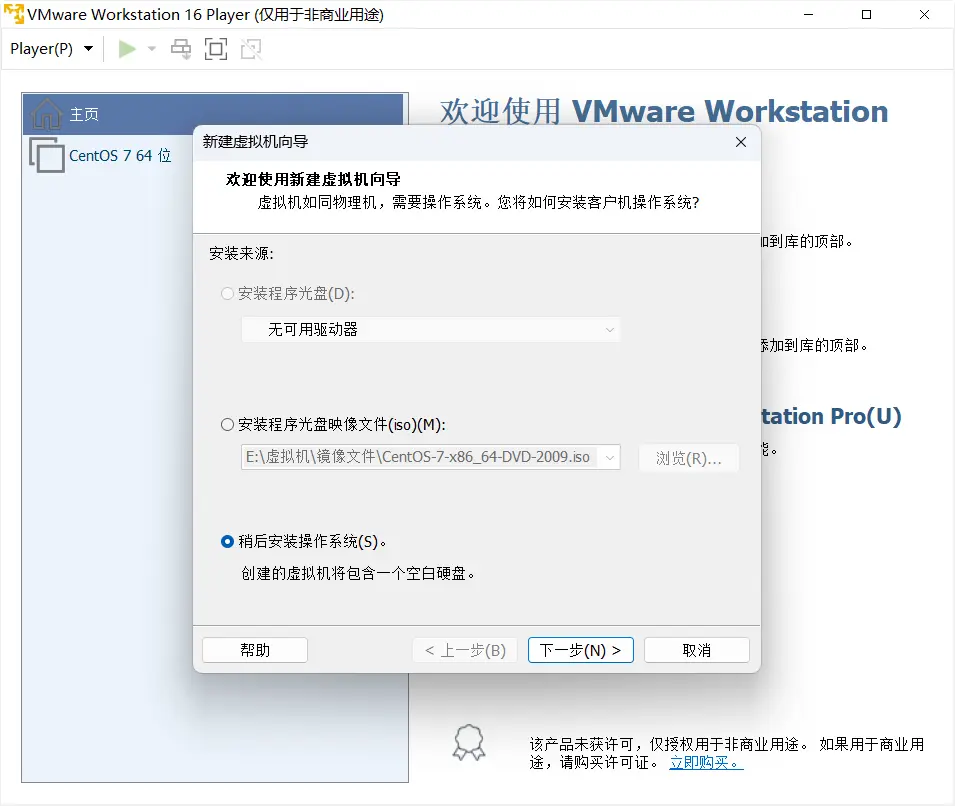 VMware Workstation 16 Player (仅用于非商业用途)
Player(P)
主页
CentOS 7 64 位
欢迎使用 VMware Workstation
加到库的顶部。
添加到库的顶部。
tation Pro(U)
能。
新建虚拟机向导
欢迎使用新建虚拟机向导
虚拟机如同物理机，需要操作系统。您将如何安装客户机操作系统?
安装来源:
安装程序光盘(D):
无可用驱动器
安装程序光盘映像文件(iso)(M):
E:\虚拟机\镜像文件\CentOS-7-x86_64-DVD-2009.iso
浏览(R)...
稍后安装操作系统(S)。
创建的虚拟机将包含一个空白硬盘。
帮助
< 上一步(B)
下一步(N) >
取消
该产品未获许可，仅授权用于非商业用途。 如果用于商业用
途，请购买许可证。 立即购买。